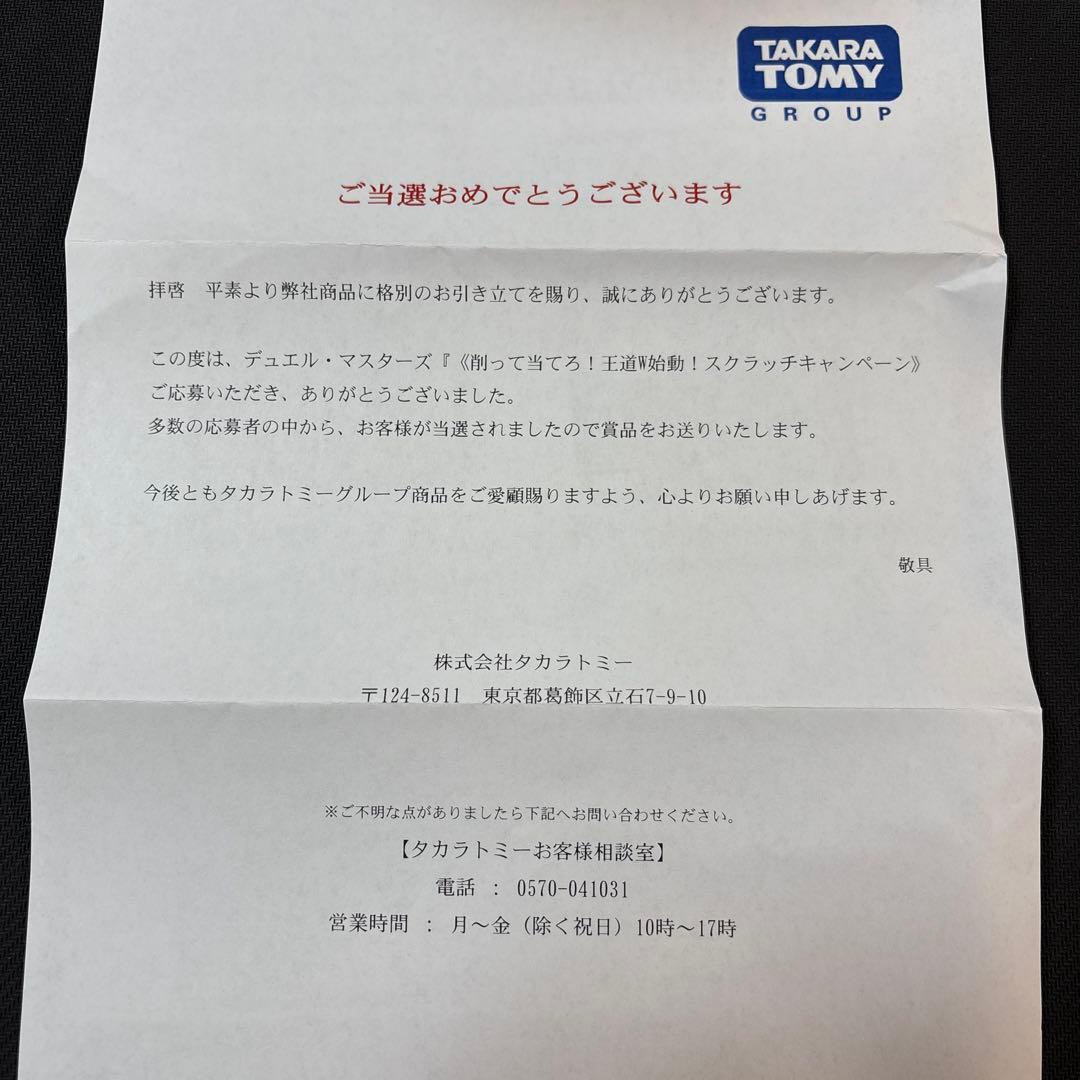 TAKARA
TOMY
GROUP
ご当選おめでとうございます
拝啓　平素より弊社商品に格別のお引き立てを賜り、誠にありがとうございます。
この度は、デュエル・マスターズ『《削って当てろ！王道W始動！スクラッチキャンペーン》
ご応募いただき、ありがとうございました。
多数の応募者の中から、お客様が当選されましたので賞品をお送りいたします。
今後ともタカラトミーグループ商品をご愛顧賜りますよう、心よりお願い申しあげます。
敬具
株式会社タカラトミー
〒124-8511　東京都葛飾区立石7-9-10
※ご不明な点がありましたら下記へお問い合わせください。
【タカラトミーお客様相談室】
電話 ： 0570-041031
営業時間 ： 月～金（除く祝日）10時～17時